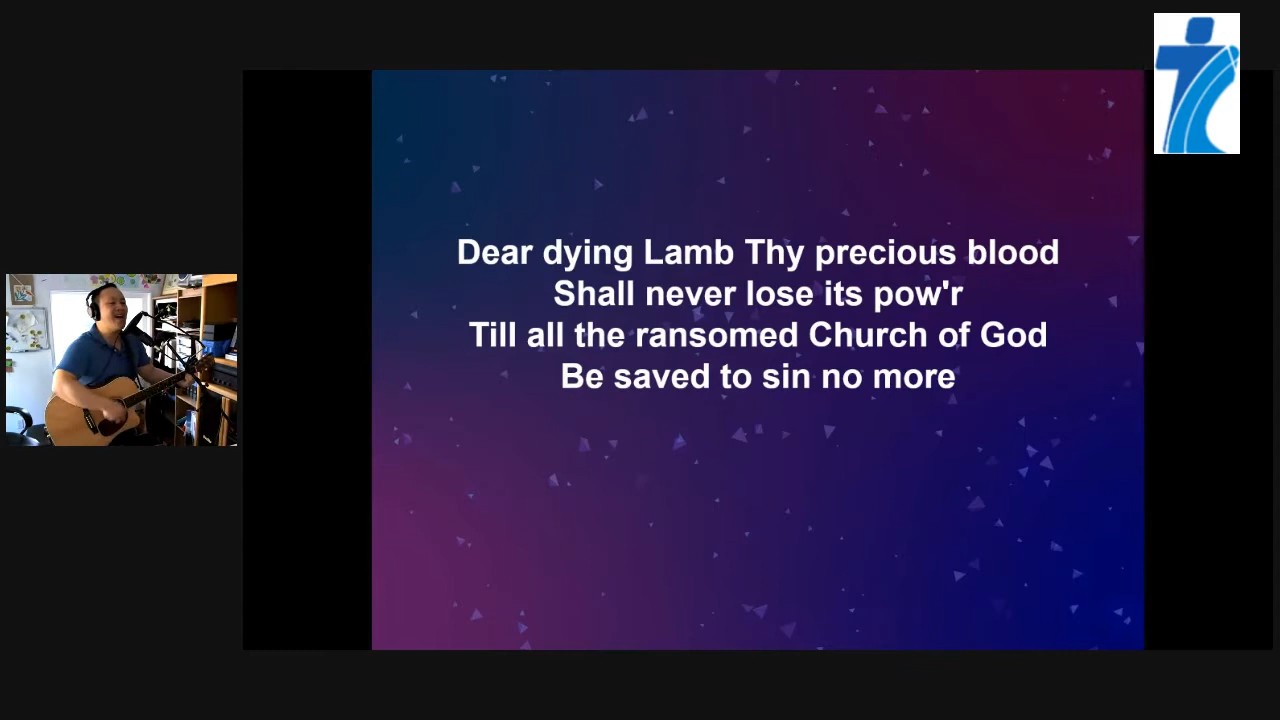 Dear dying Lamb Thy precious blood
Shall never lose its pow'r
Till all the ransomed Church of God
Be saved to sin no more